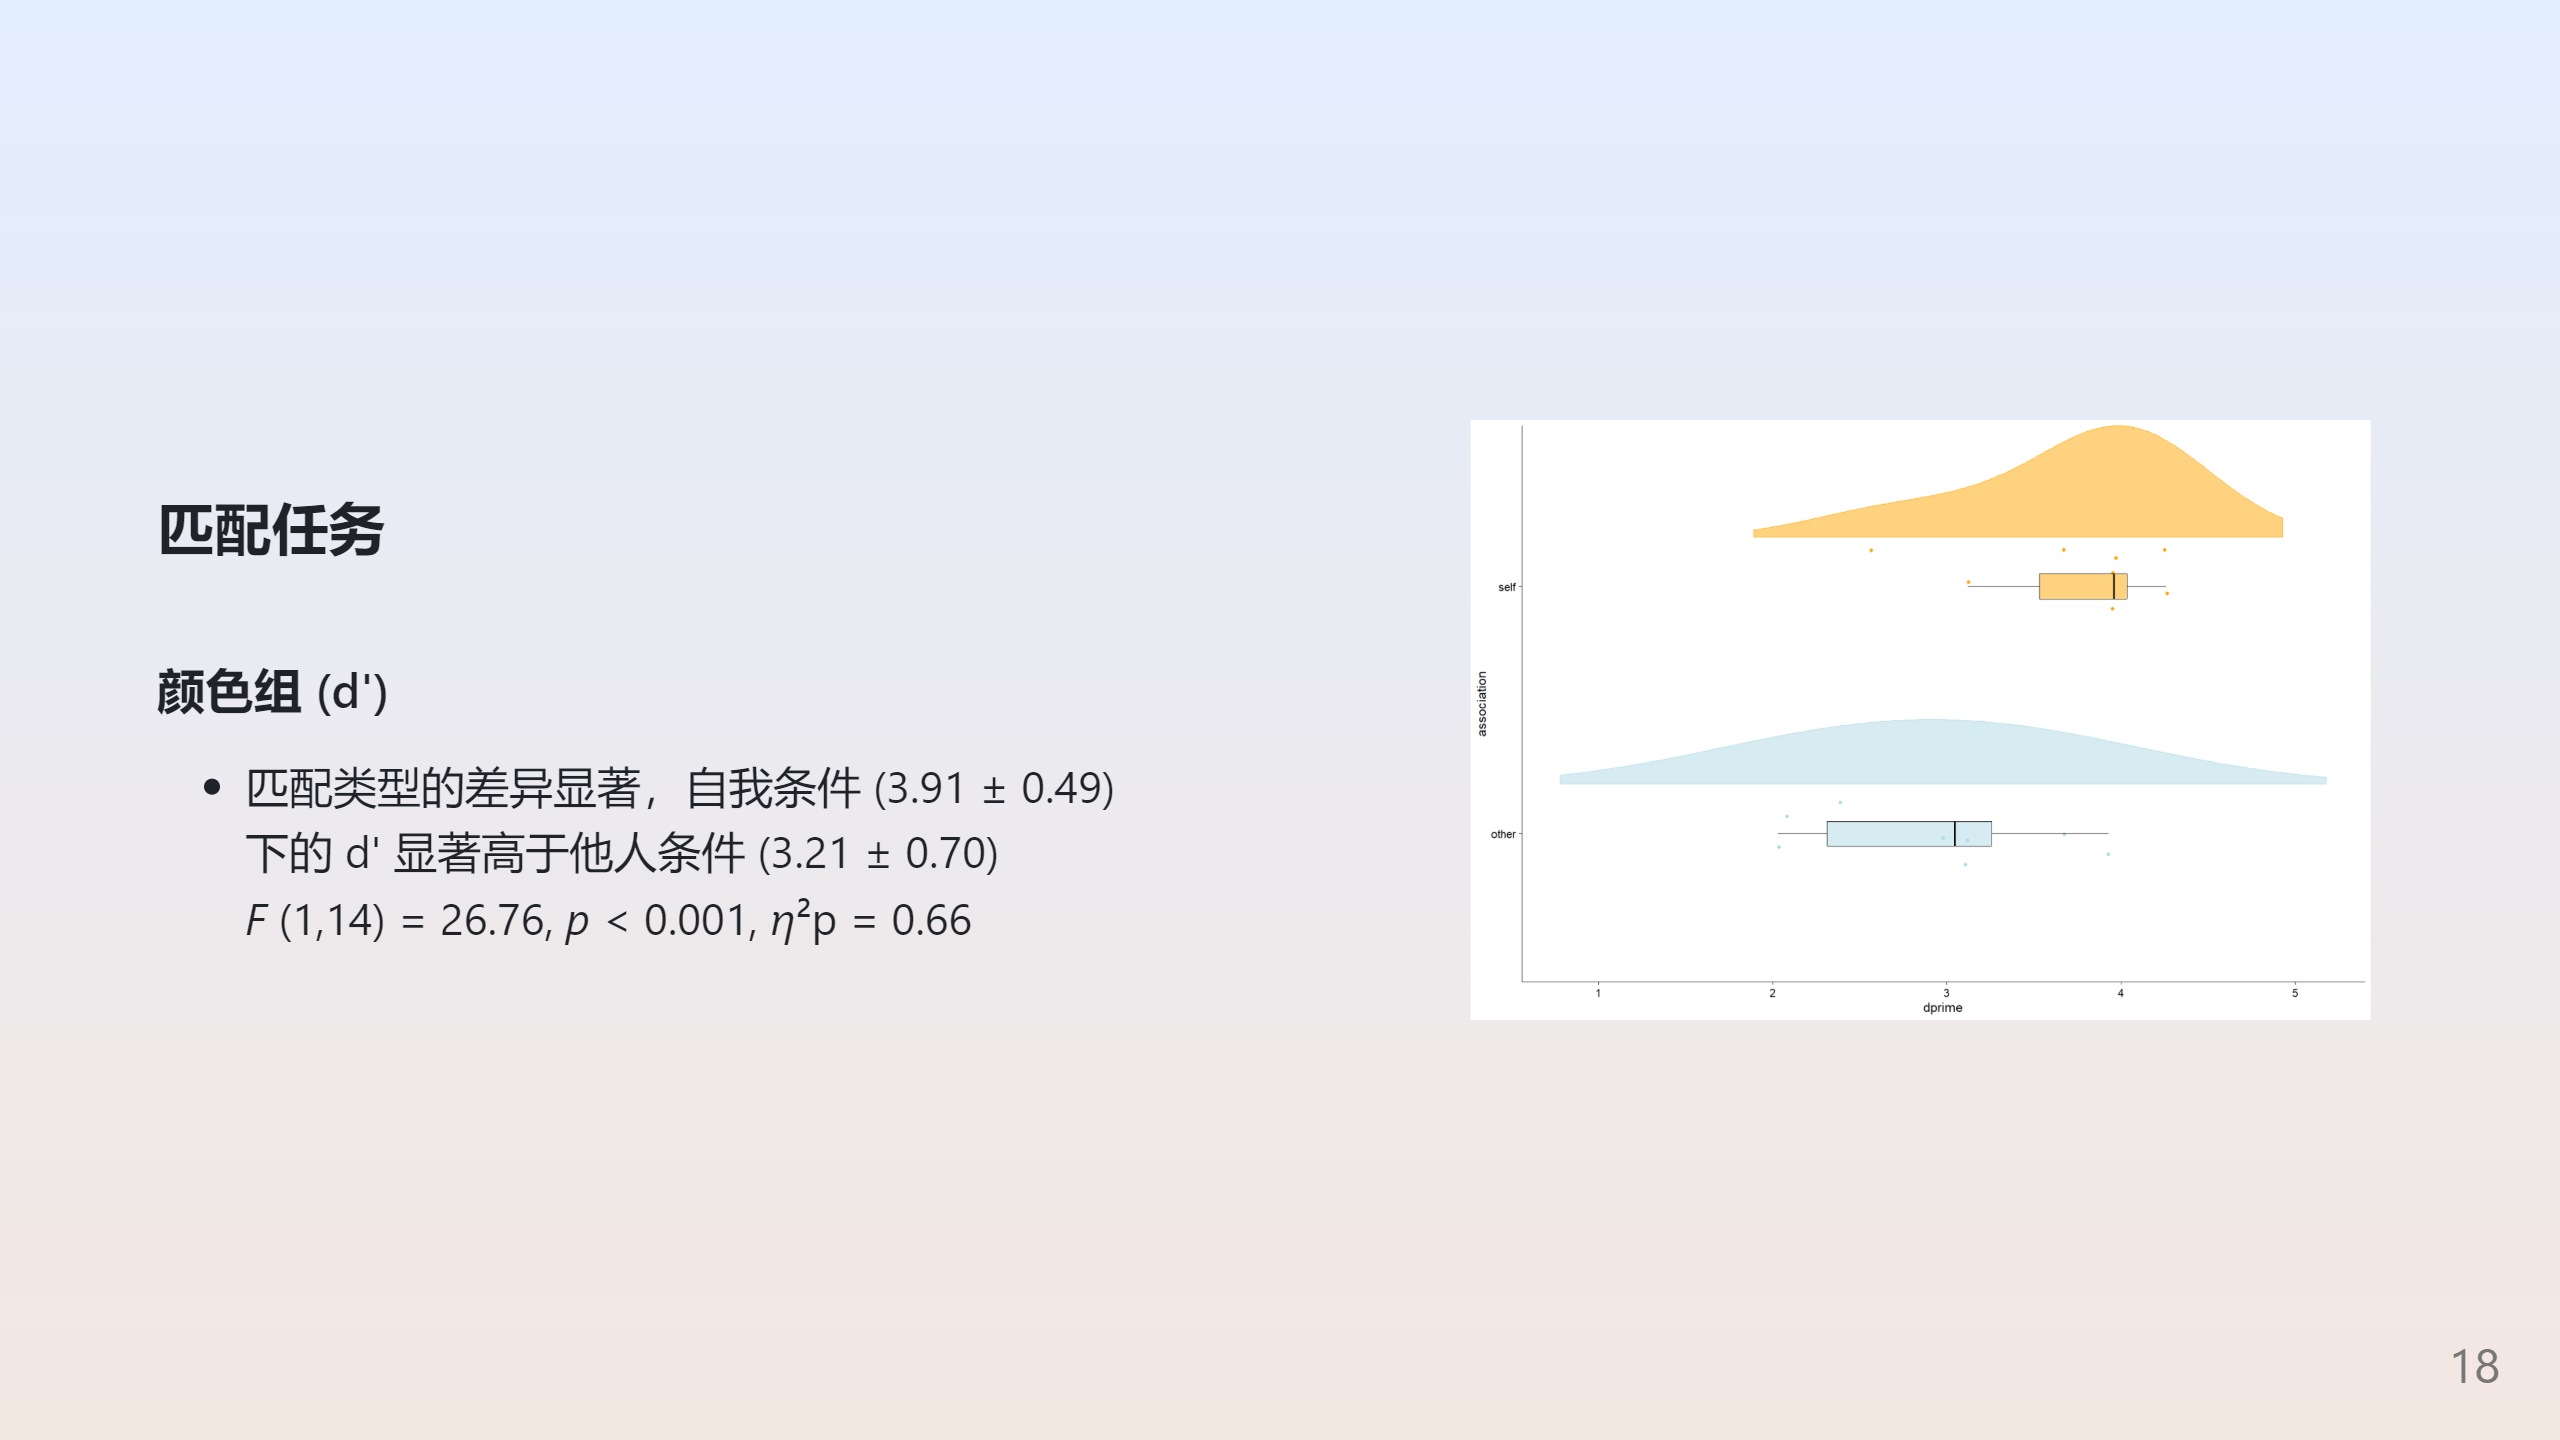 匹配任务
颜色组 (d')
• 匹配类型的差异显著，自我条件 (3.91 ± 0.49)
下的 d' 显著高于他人条件 (3.21 ± 0.70)
F (1,14) = 26.76, p < 0.001, η²p = 0.66
self
association
other
1 2 3 4 5
dprime
18